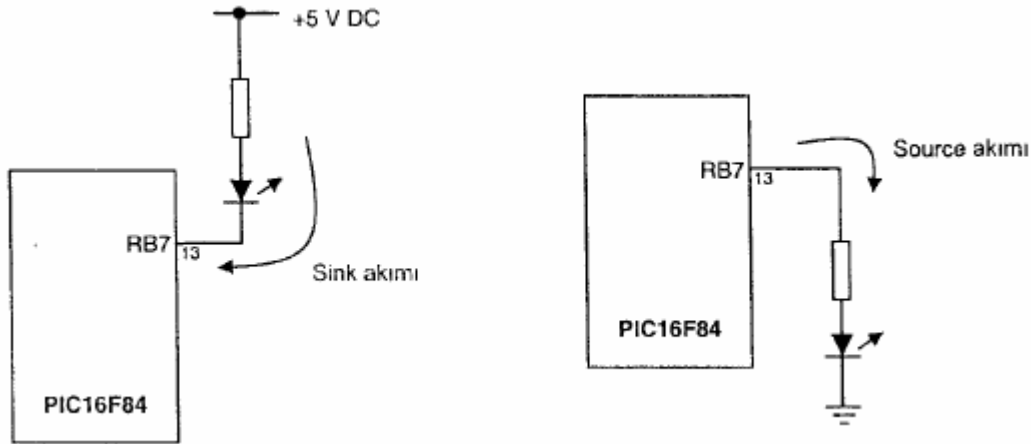 +5 V DC
RB7
13
Sink akımı
PIC16F84
RB7
13
Source akımı
PIC16F84